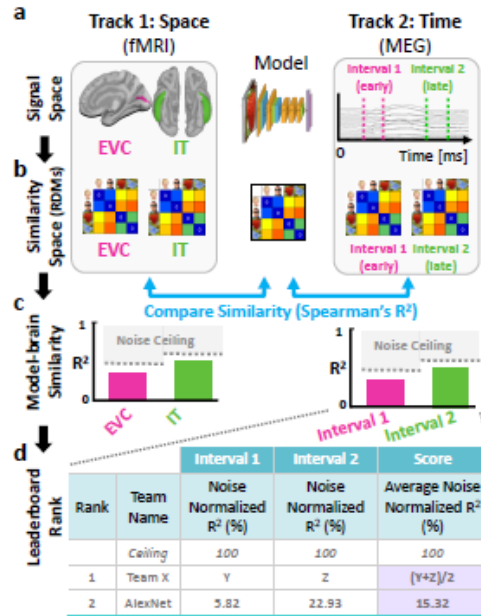 a
Track 1: Space
(fMRI)
Track 2: Time
(MEG)
Model
Signal
Space
EVC
IT
Interval 1
(early)
Interval 2
(late)
0
Time [ms]
b
Similarity
Space (RDMs)
EVC
IT
Interval 1
(early)
Interval 2
(late)
Compare Similarity (Spearman's R²)
c
Model-brain
Similarity
1
Noise Ceiling
R²
0
EVC
IT
1
Noise Ceiling
R²
0
Interval 1
Interval 2
d
Leaderboard
Rank
Interval 1
Interval 2
Score
Rank
Team
Name
Noise
Normalized
R² (%)
Noise
Normalized
R² (%)
Average Noise
Normalized R²
(%)
Ceiling
100
100
100
1
Team X
Y
Z
(Y+Z)/2
2
AlexNet
5.82
22.93
15.32